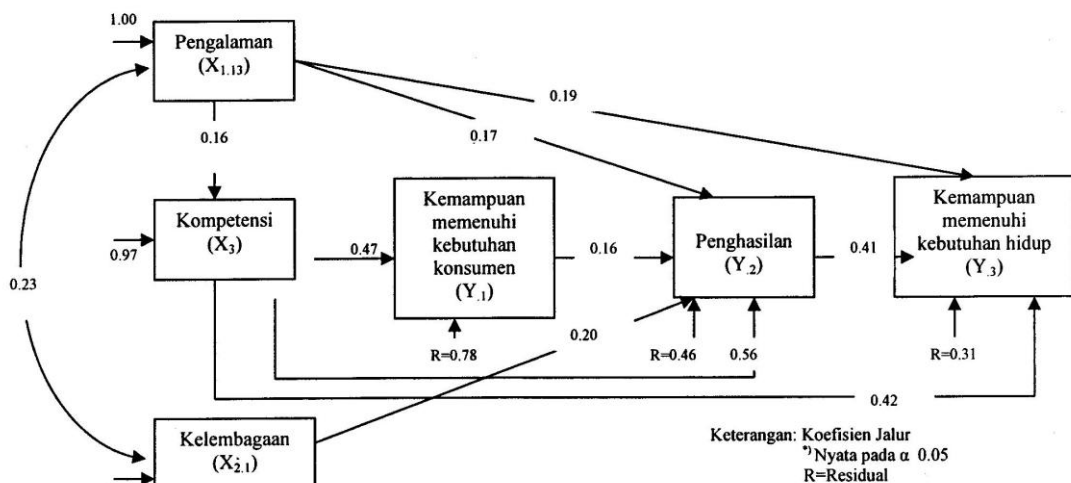 1.00
Pengalaman
(X1.13)
0.19
0.17
0.16
Kompetensi
(X3)
0.97
0.23
0.47
Kemampuan
memenuhi
kebutuhan
konsumen
(Y.1)
0.16
Penghasilan
(Y.2)
0.41
Kemampuan
memenuhi
kebutuhan hidup
(Y.3)
0.20
R=0.78
R=0.46
0.56
R=0.31
0.42
Kelembagaan
(X2.1)
Keterangan: Koefisien Jalur
*) Nyata pada α 0.05
R=Residual